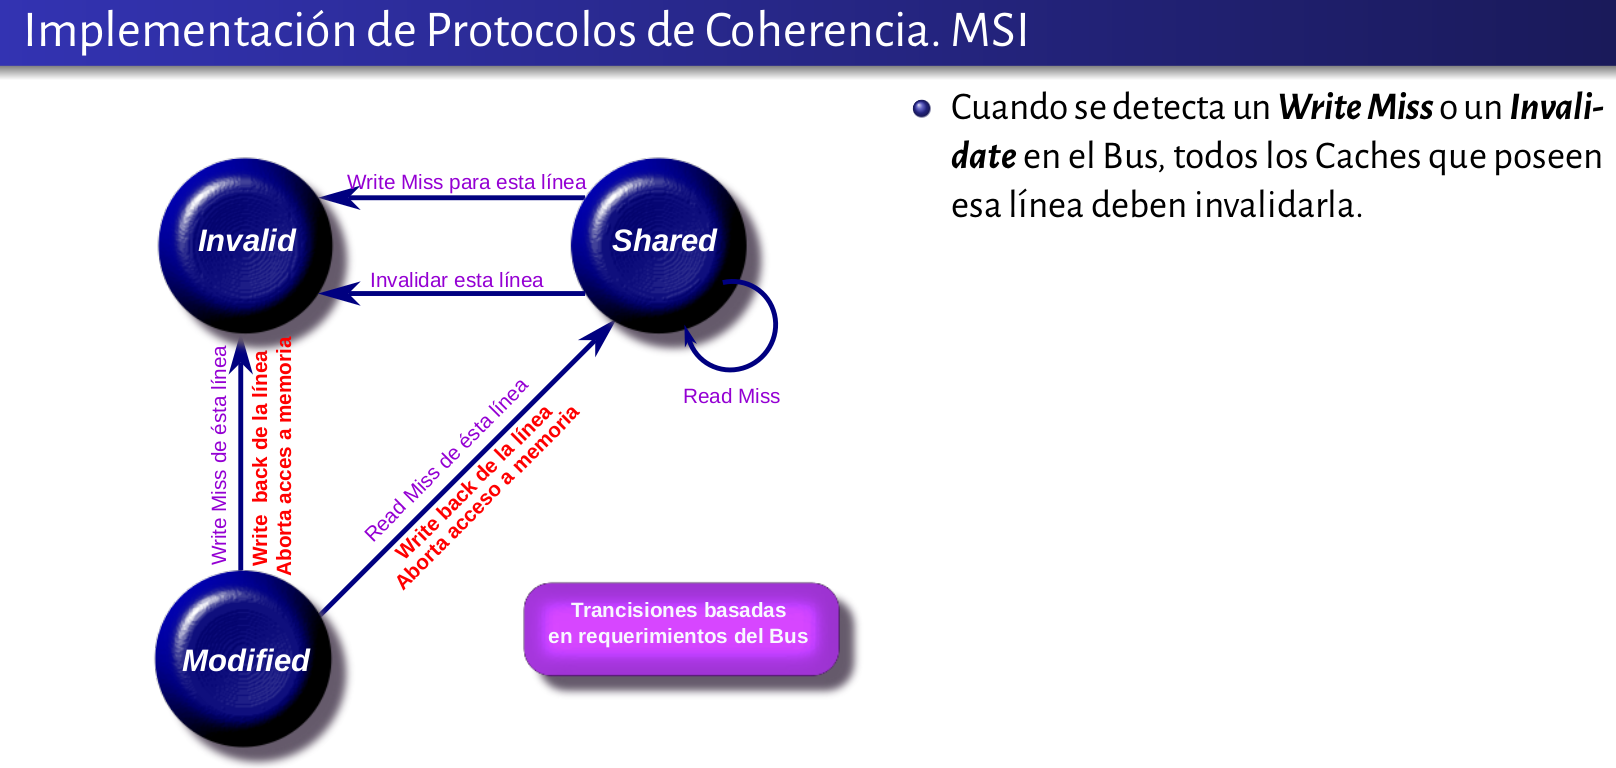 Implementación de Protocolos de Coherencia. MSI
Cuando se detecta un Write Miss o un Invali-
date en el Bus, todos los Caches que poseen
esa línea deben invalidarla.
Write Miss para esta línea
Invalid
Shared
Invalidar esta línea
Read Miss
Write Miss de ésta línea
Write back de la línea
Aborta acces a memoria
Read Miss de ésta línea
Write back de la línea
Aborta acceso a memoria
Modified
Trancisiones basadas
en requerimientos del Bus